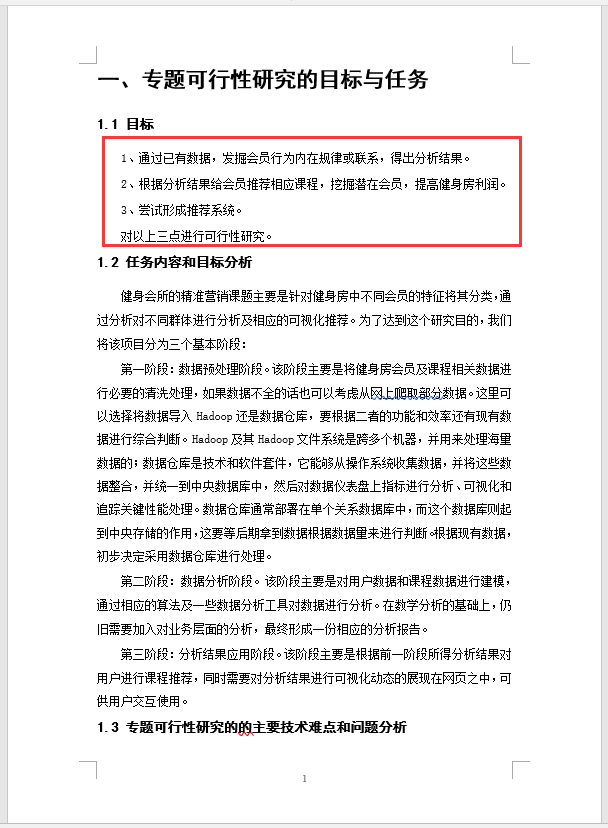 一、专题可行性研究的目标与任务
1.1 目标
1、通过已有数据，发掘会员行为内在规律或联系，得出分析结果。
2、根据分析结果给会员推荐相应课程，挖掘潜在会员，提高健身房利润。
3、尝试形成推荐系统。
对以上三点进行可行性研究。
1.2 任务内容和目标分析
健身会所的精准营销课题主要是针对健身房中不同会员的特征将其分类，通
过分析对不同群体进行分析及相应的可视化推荐。为了达到这个研究目的，我们
将该项目分为三个基本阶段：
第一阶段：数据预处理阶段。该阶段主要是将健身房会员及课程相关数据进
行必要的清洗处理，如果数据不全的话也可以考虑从网上爬取部分数据。这里可
以选择将数据导入 Hadoop 还是数据仓库，要根据二者的功能和效率还有现有数
据进行综合判断。Hadoop 及其 Hadoop 文件系统是跨多个机器，并用来处理海量
数据的；数据仓库是技术和软件套件，它能够从操作系统收集数据，并将这些数
据整合，并统一到中央数据库中，然后对数据仪表盘上指标进行分析、可视化和
追踪关键性能处理。数据仓库通常部署在单个关系数据库中，而这个数据库则起
到中央存储的作用，这要等后期拿到数据根据数据量来进行判断。根据现有数据，
初步决定采用数据仓库进行处理。
第二阶段：数据分析阶段。该阶段主要是对用户数据和课程数据进行建模，
通过相应的算法及一些数据分析工具对数据进行分析。在数学分析的基础上，仍
旧需要加入对业务层面的分析，最终形成一份相应的分析报告。
第三阶段：分析结果应用阶段。该阶段主要是根据前一阶段所得分析结果对
用户进行课程推荐，同时需要对分析结果进行可视化动态的展现在网页之中，可
供用户交互使用。
1.3 专题可行性研究的的主要技术难点和问题分析
1